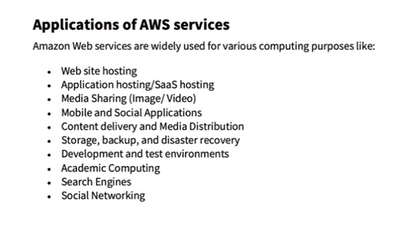 Applications of AWS services
Amazon Web services are widely used for various computing purposes like:
• Web site hosting
• Application hosting/SaaS hosting
• Media Sharing (Image/ Video)
• Mobile and Social Applications
• Content delivery and Media Distribution
• Storage, backup, and disaster recovery
• Development and test environments
• Academic Computing
• Search Engines
• Social Networking